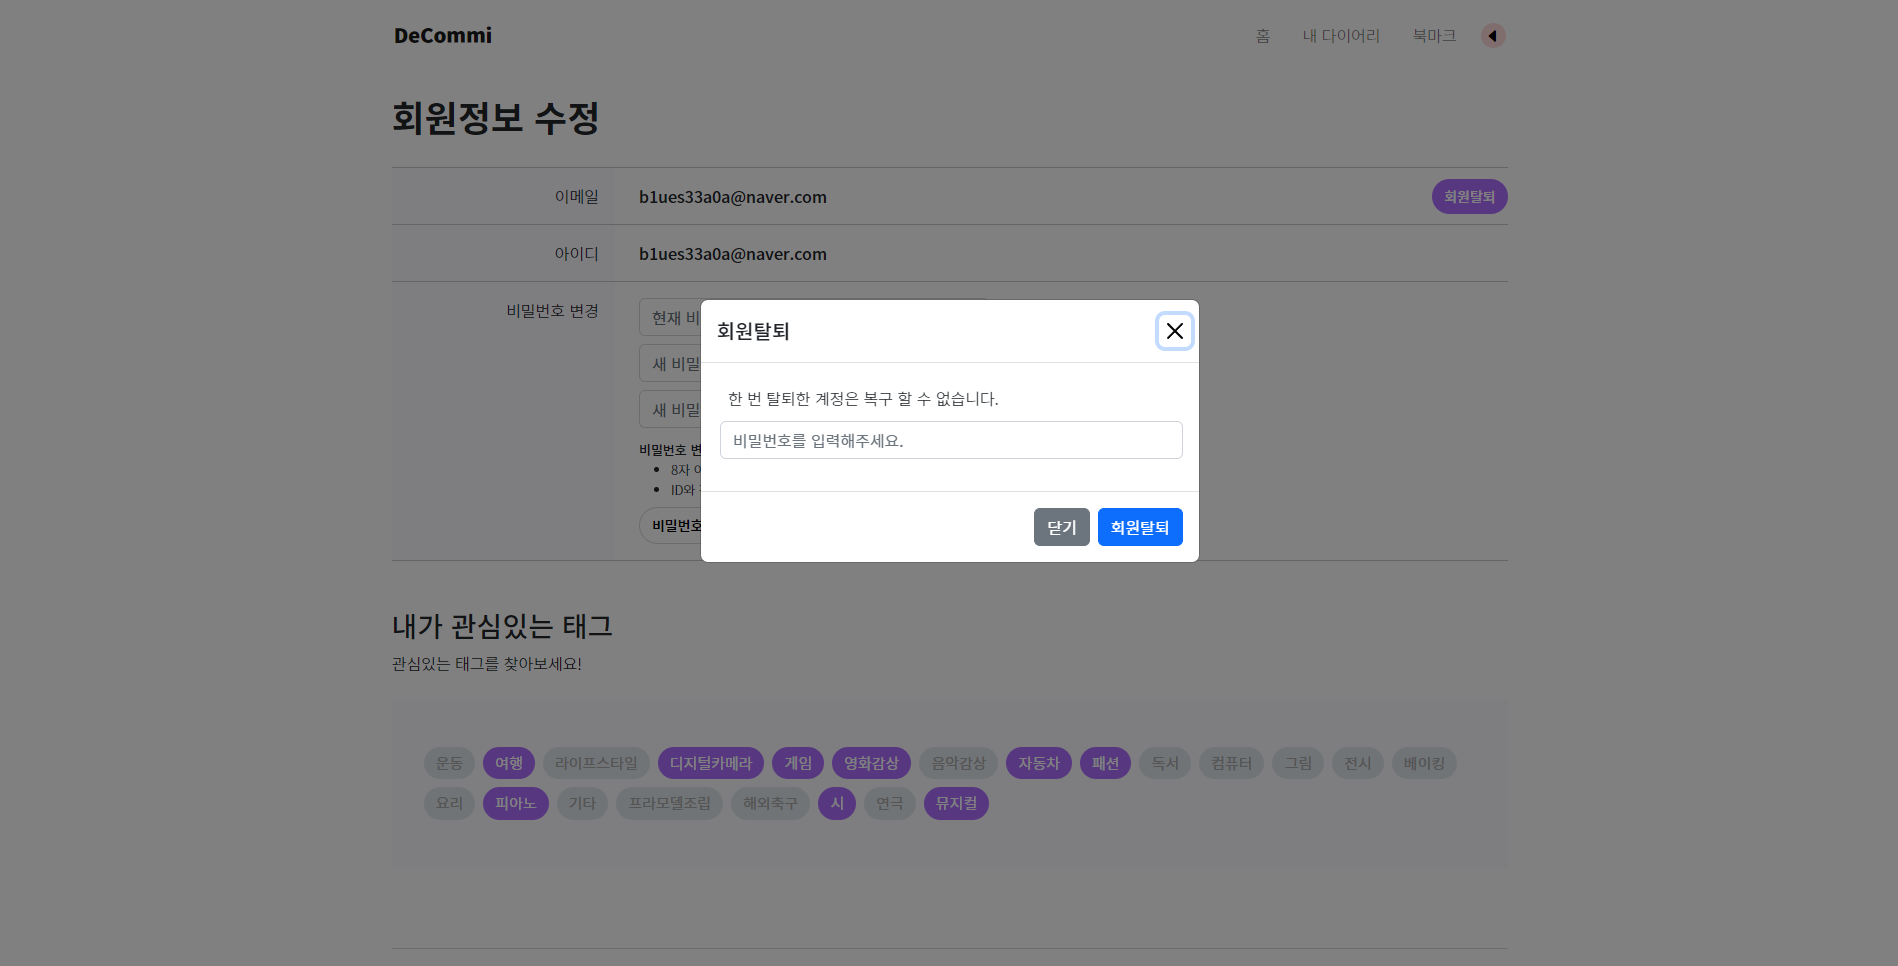 DeCommi
홈 내 다이어리 북마크
회원정보 수정
이메일 b1ues33a0a@naver.com 회원탈퇴
아이디 b1ues33a0a@naver.com
비밀번호 변경
현재 비
새 비밀
새 비밀
비밀번호
8자
ID와
비밀번호
회원탈퇴
한 번 탈퇴한 계정은 복구 할 수 없습니다.
비밀번호를 입력해주세요.
닫기 회원탈퇴
내가 관심있는 태그
관심있는 태그를 찾아보세요!
운동 여행 라이프스타일 디지털카메라 게임 영화감상 음악감상 자동차 패션 독서 컴퓨터 그림 전시 베이킹
요리 피아노 기타 프라모델조립 해외축구 시 연극 뮤지컬